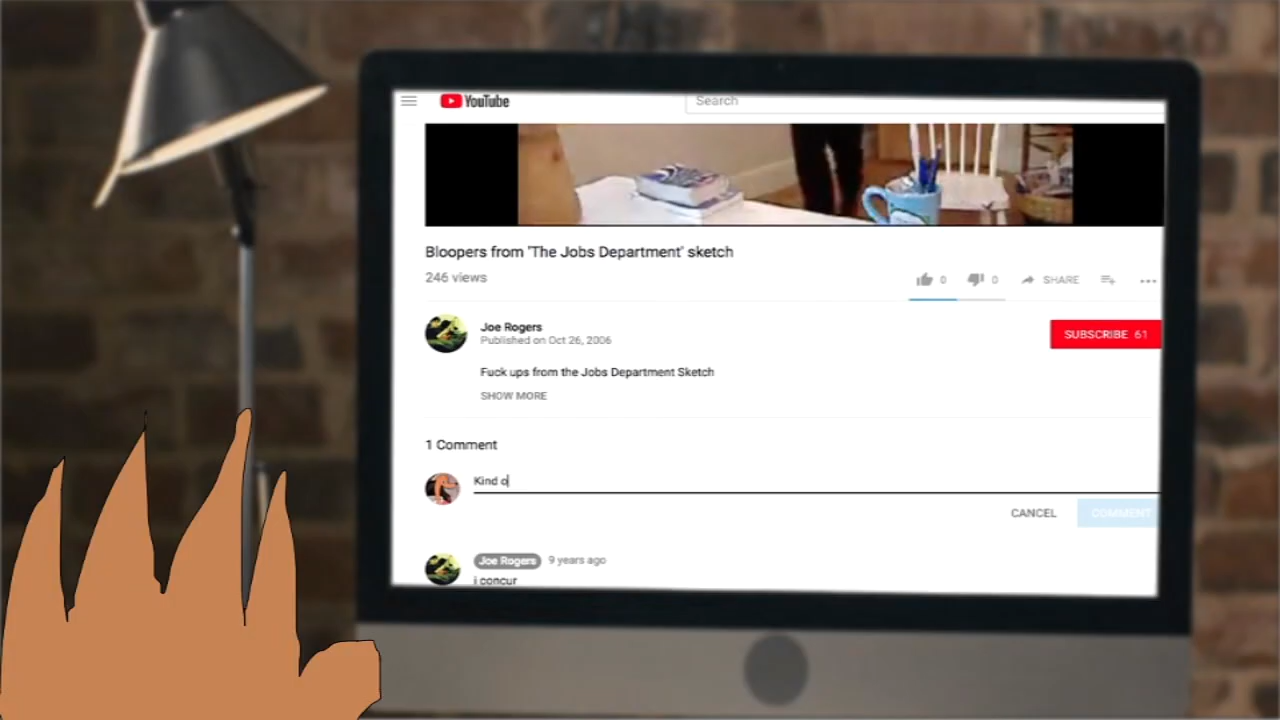 YouTube
Search
Bloopers from 'The Jobs Department' sketch
246 views
0 0 SHARE
Joe Rogers
Published on Oct 26, 2006
SUBSCRIBE 61
Fuck ups from the Jobs Department Sketch
SHOW MORE
1 Comment
Kind o
CANCEL COMMENT
Joe Rogers 9 years ago
i concur